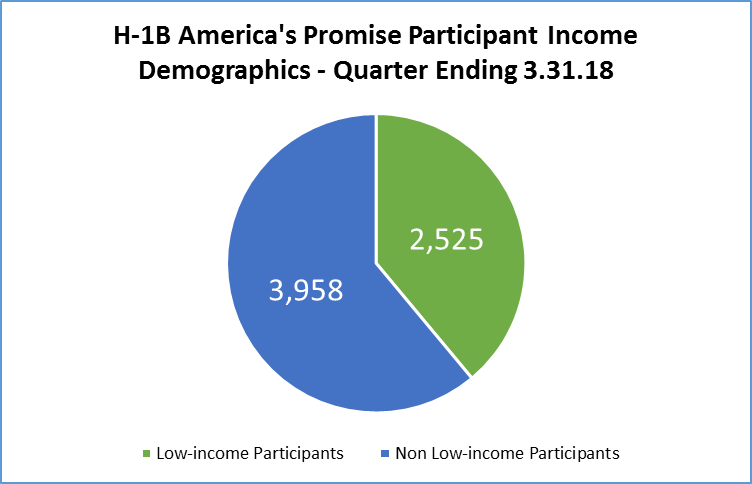 H-1B America's Promise Participant Income
Demographics - Quarter Ending 3.31.18
2,525
3,958
Low-income Participants
Non Low-income Participants